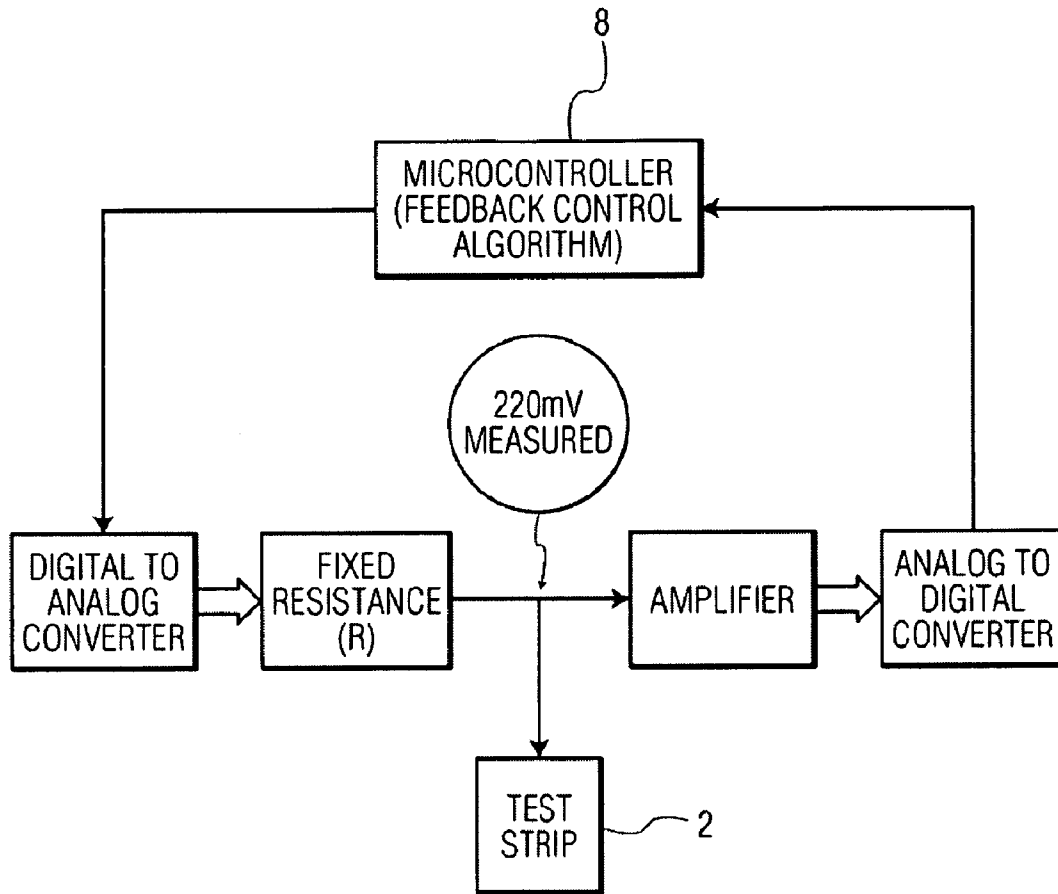 8
MICROCONTROLLER
(FEEDBACK CONTROL
ALGORITHM)
220mV
MEASURED
DIGITAL TO
ANALOG
CONVERTER
FIXED
RESISTANCE
(R)
AMPLIFIER
ANALOG TO
DIGITAL
CONVERTER
TEST
STRIP
2